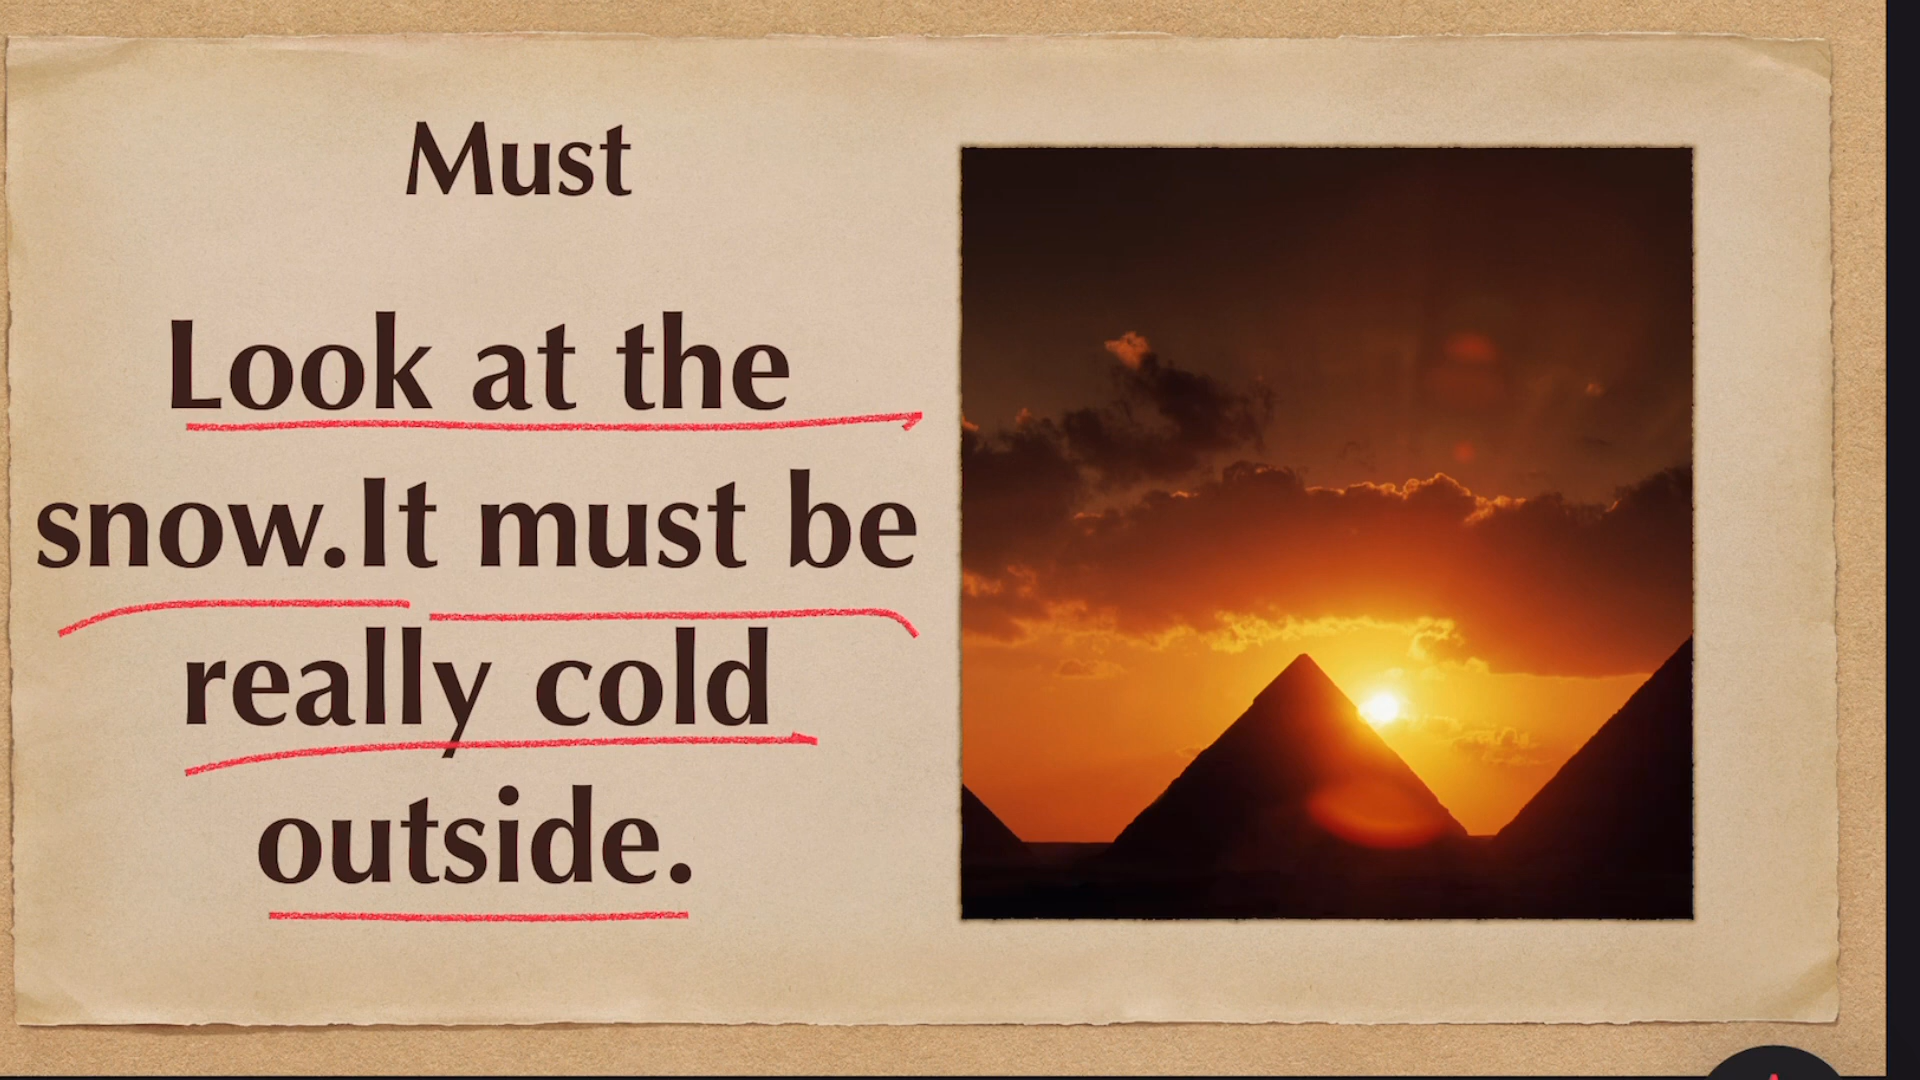 Must
Look at the
snow.It must be
really cold
outside.